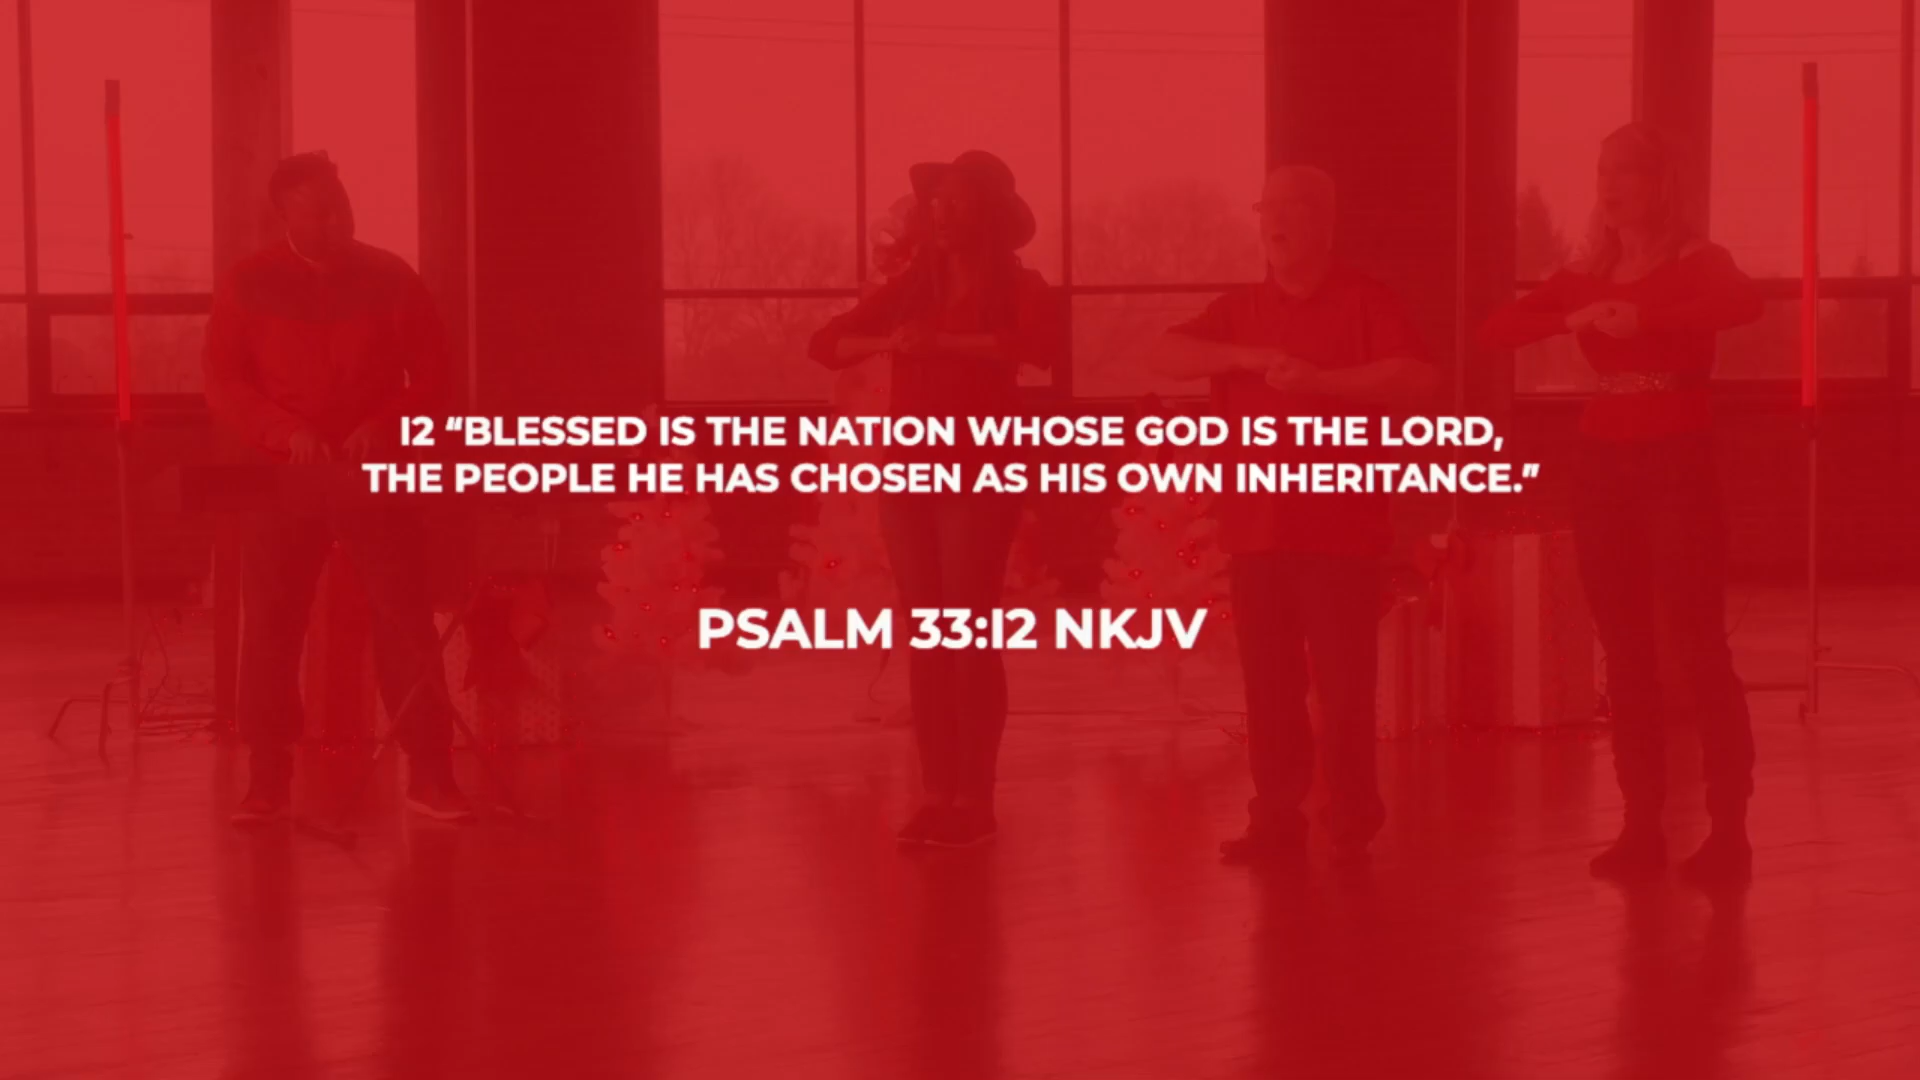 12 “BLESSED IS THE NATION WHOSE GOD IS THE LORD,
THE PEOPLE HE HAS CHOSEN AS HIS OWN INHERITANCE.”
PSALM 33:12 NKJV